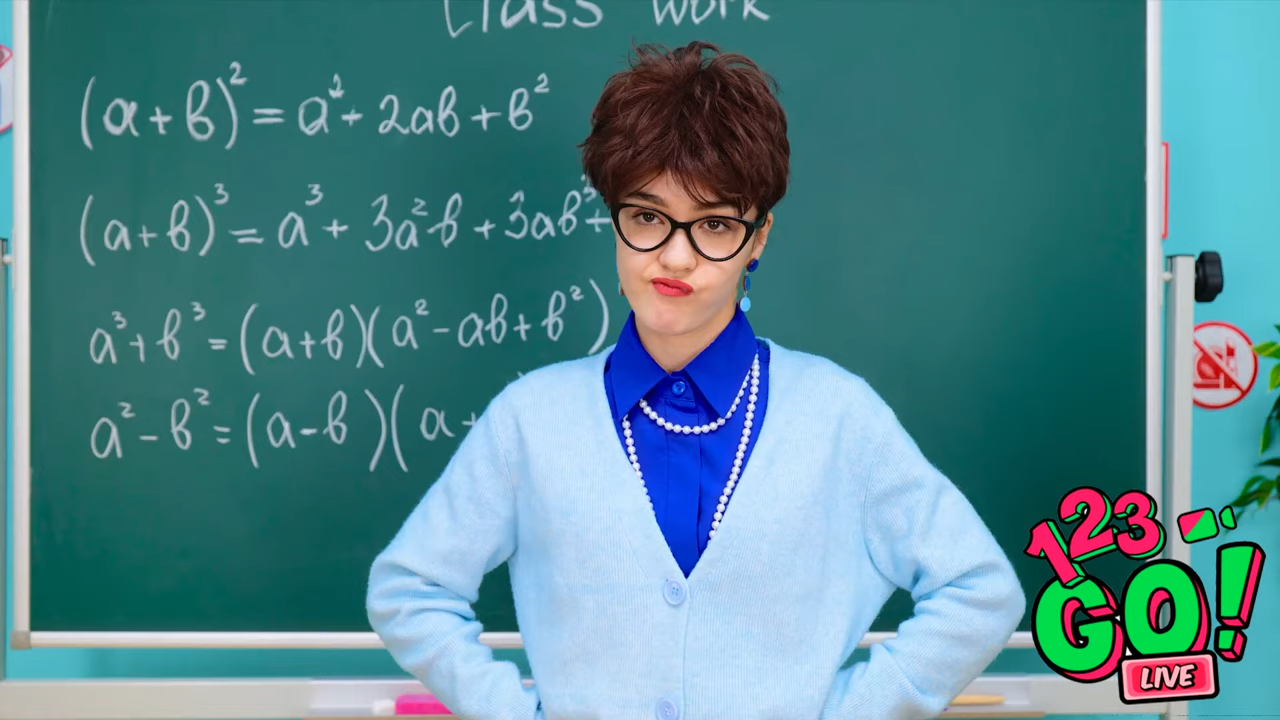 Class work
(a+b)² = a² + 2ab + b²
(a+b)³ = a³ + 3a²b + 3ab²+
a³+b³ = (a+b)(a² - ab + b²)
a² - b² = (a-b)(a+
123
GO!
LIVE